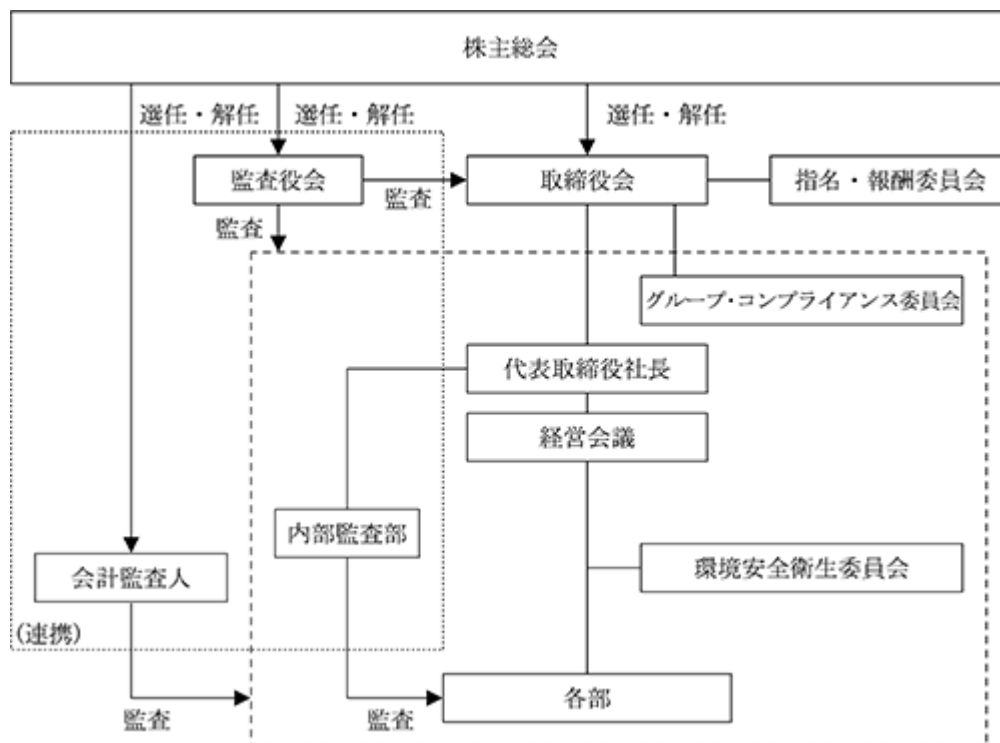 株主総会
選任・解任
選任・解任
選任・解任
監査役会
監査
取締役会
指名・報酬委員会
監査
グループ・コンプライアンス委員会
代表取締役社長
経営会議
内部監査部
環境安全衛生委員会
会計監査人
(連携)
各部
監査
監査